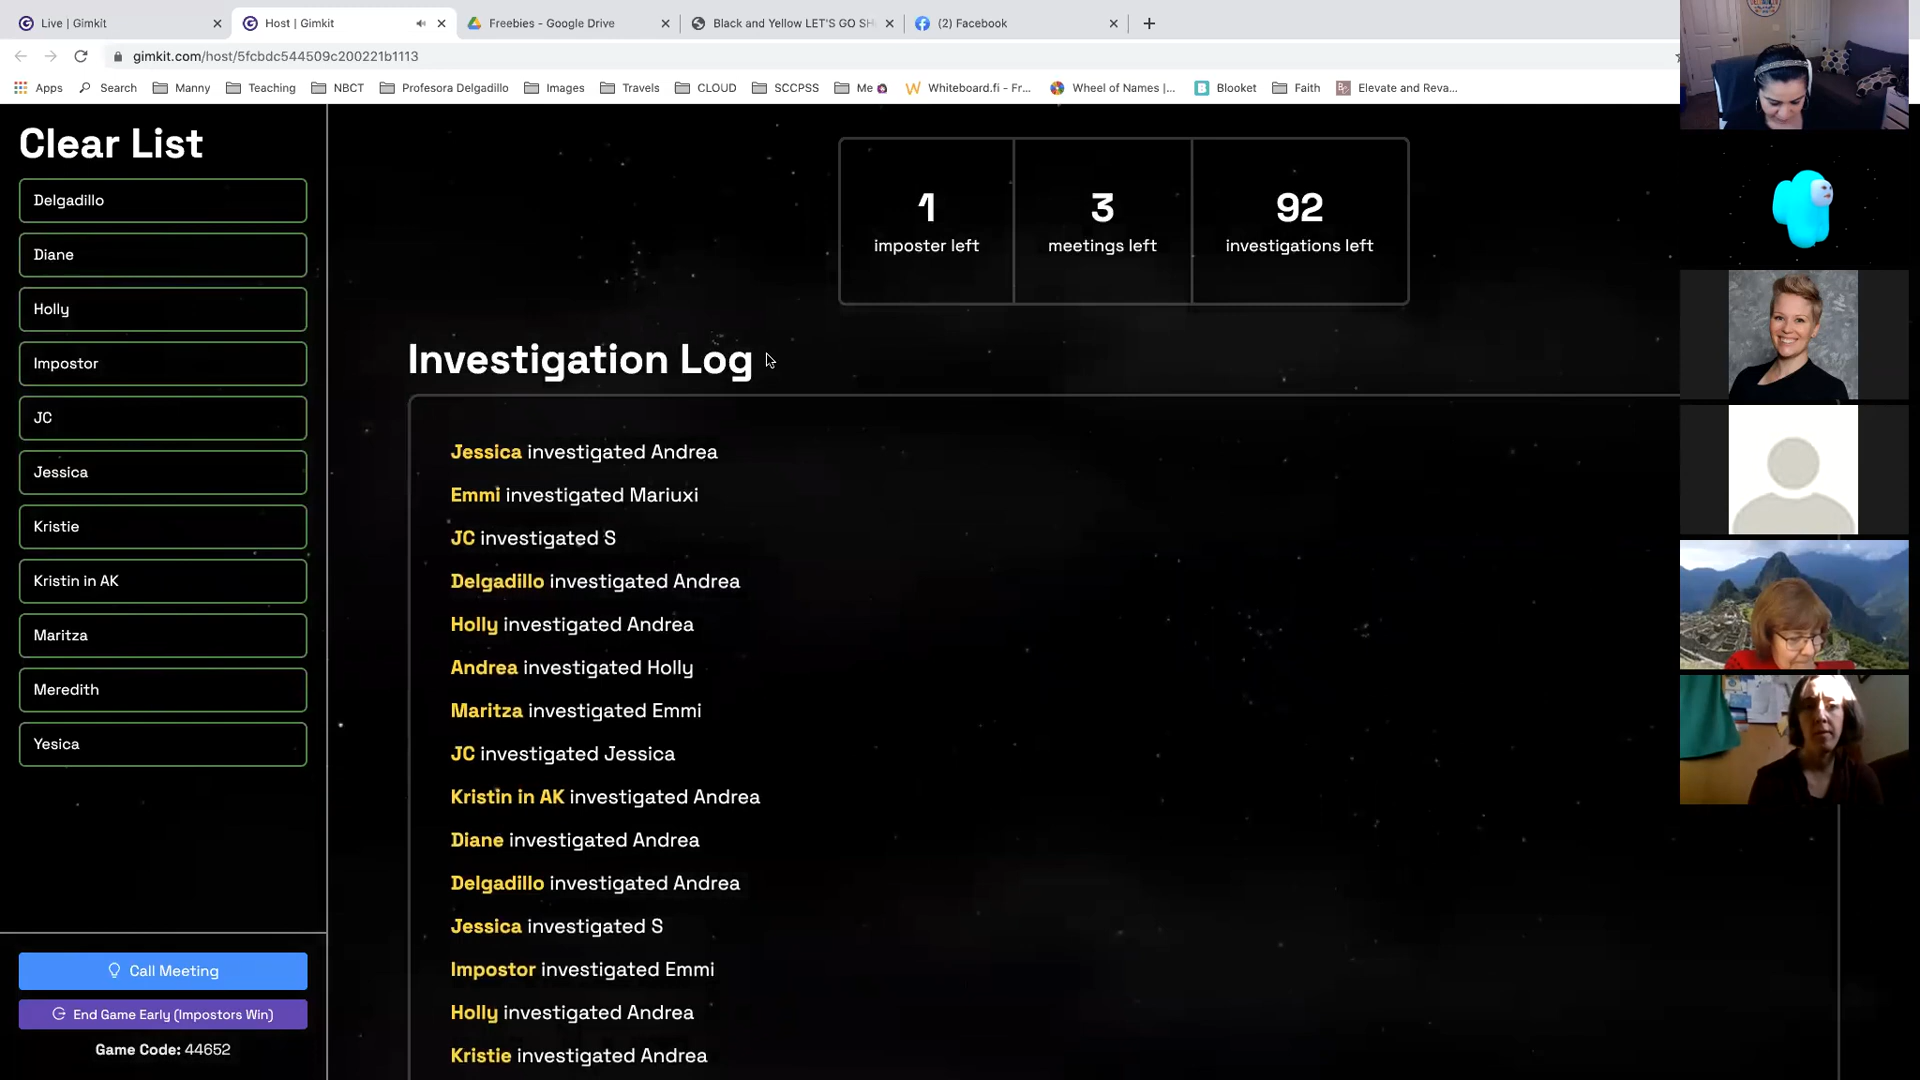 Live | Gimkit
Host | Gimkit
Freebies - Google Drive
Black and Yellow LET'S GO SH
(2) Facebook
gimkit.com/host/5fcbdc544509c200221b1113
Apps
Search
Manny
Teaching
NBCT
Profesora Delgadillo
Images
Travels
CLOUD
SCCPSS
Me
Whiteboard.fi - Fr...
Wheel of Names |...
Blooket
Faith
Elevate and Reva...
Clear List
Delgadillo
Diane
Holly
Impostor
JC
Jessica
Kristie
Kristin in AK
Maritza
Meredith
Yesica
Call Meeting
End Game Early (Impostors Win)
Game Code: 44652
1
imposter left
3
meetings left
92
investigations left
Investigation Log
Jessica investigated Andrea
Emmi investigated Mariuxi
JC investigated S
Delgadillo investigated Andrea
Holly investigated Andrea
Andrea investigated Holly
Maritza investigated Emmi
JC investigated Jessica
Kristin in AK investigated Andrea
Diane investigated Andrea
Delgadillo investigated Andrea
Jessica investigated S
Impostor investigated Emmi
Holly investigated Andrea
Kristie investigated Andrea